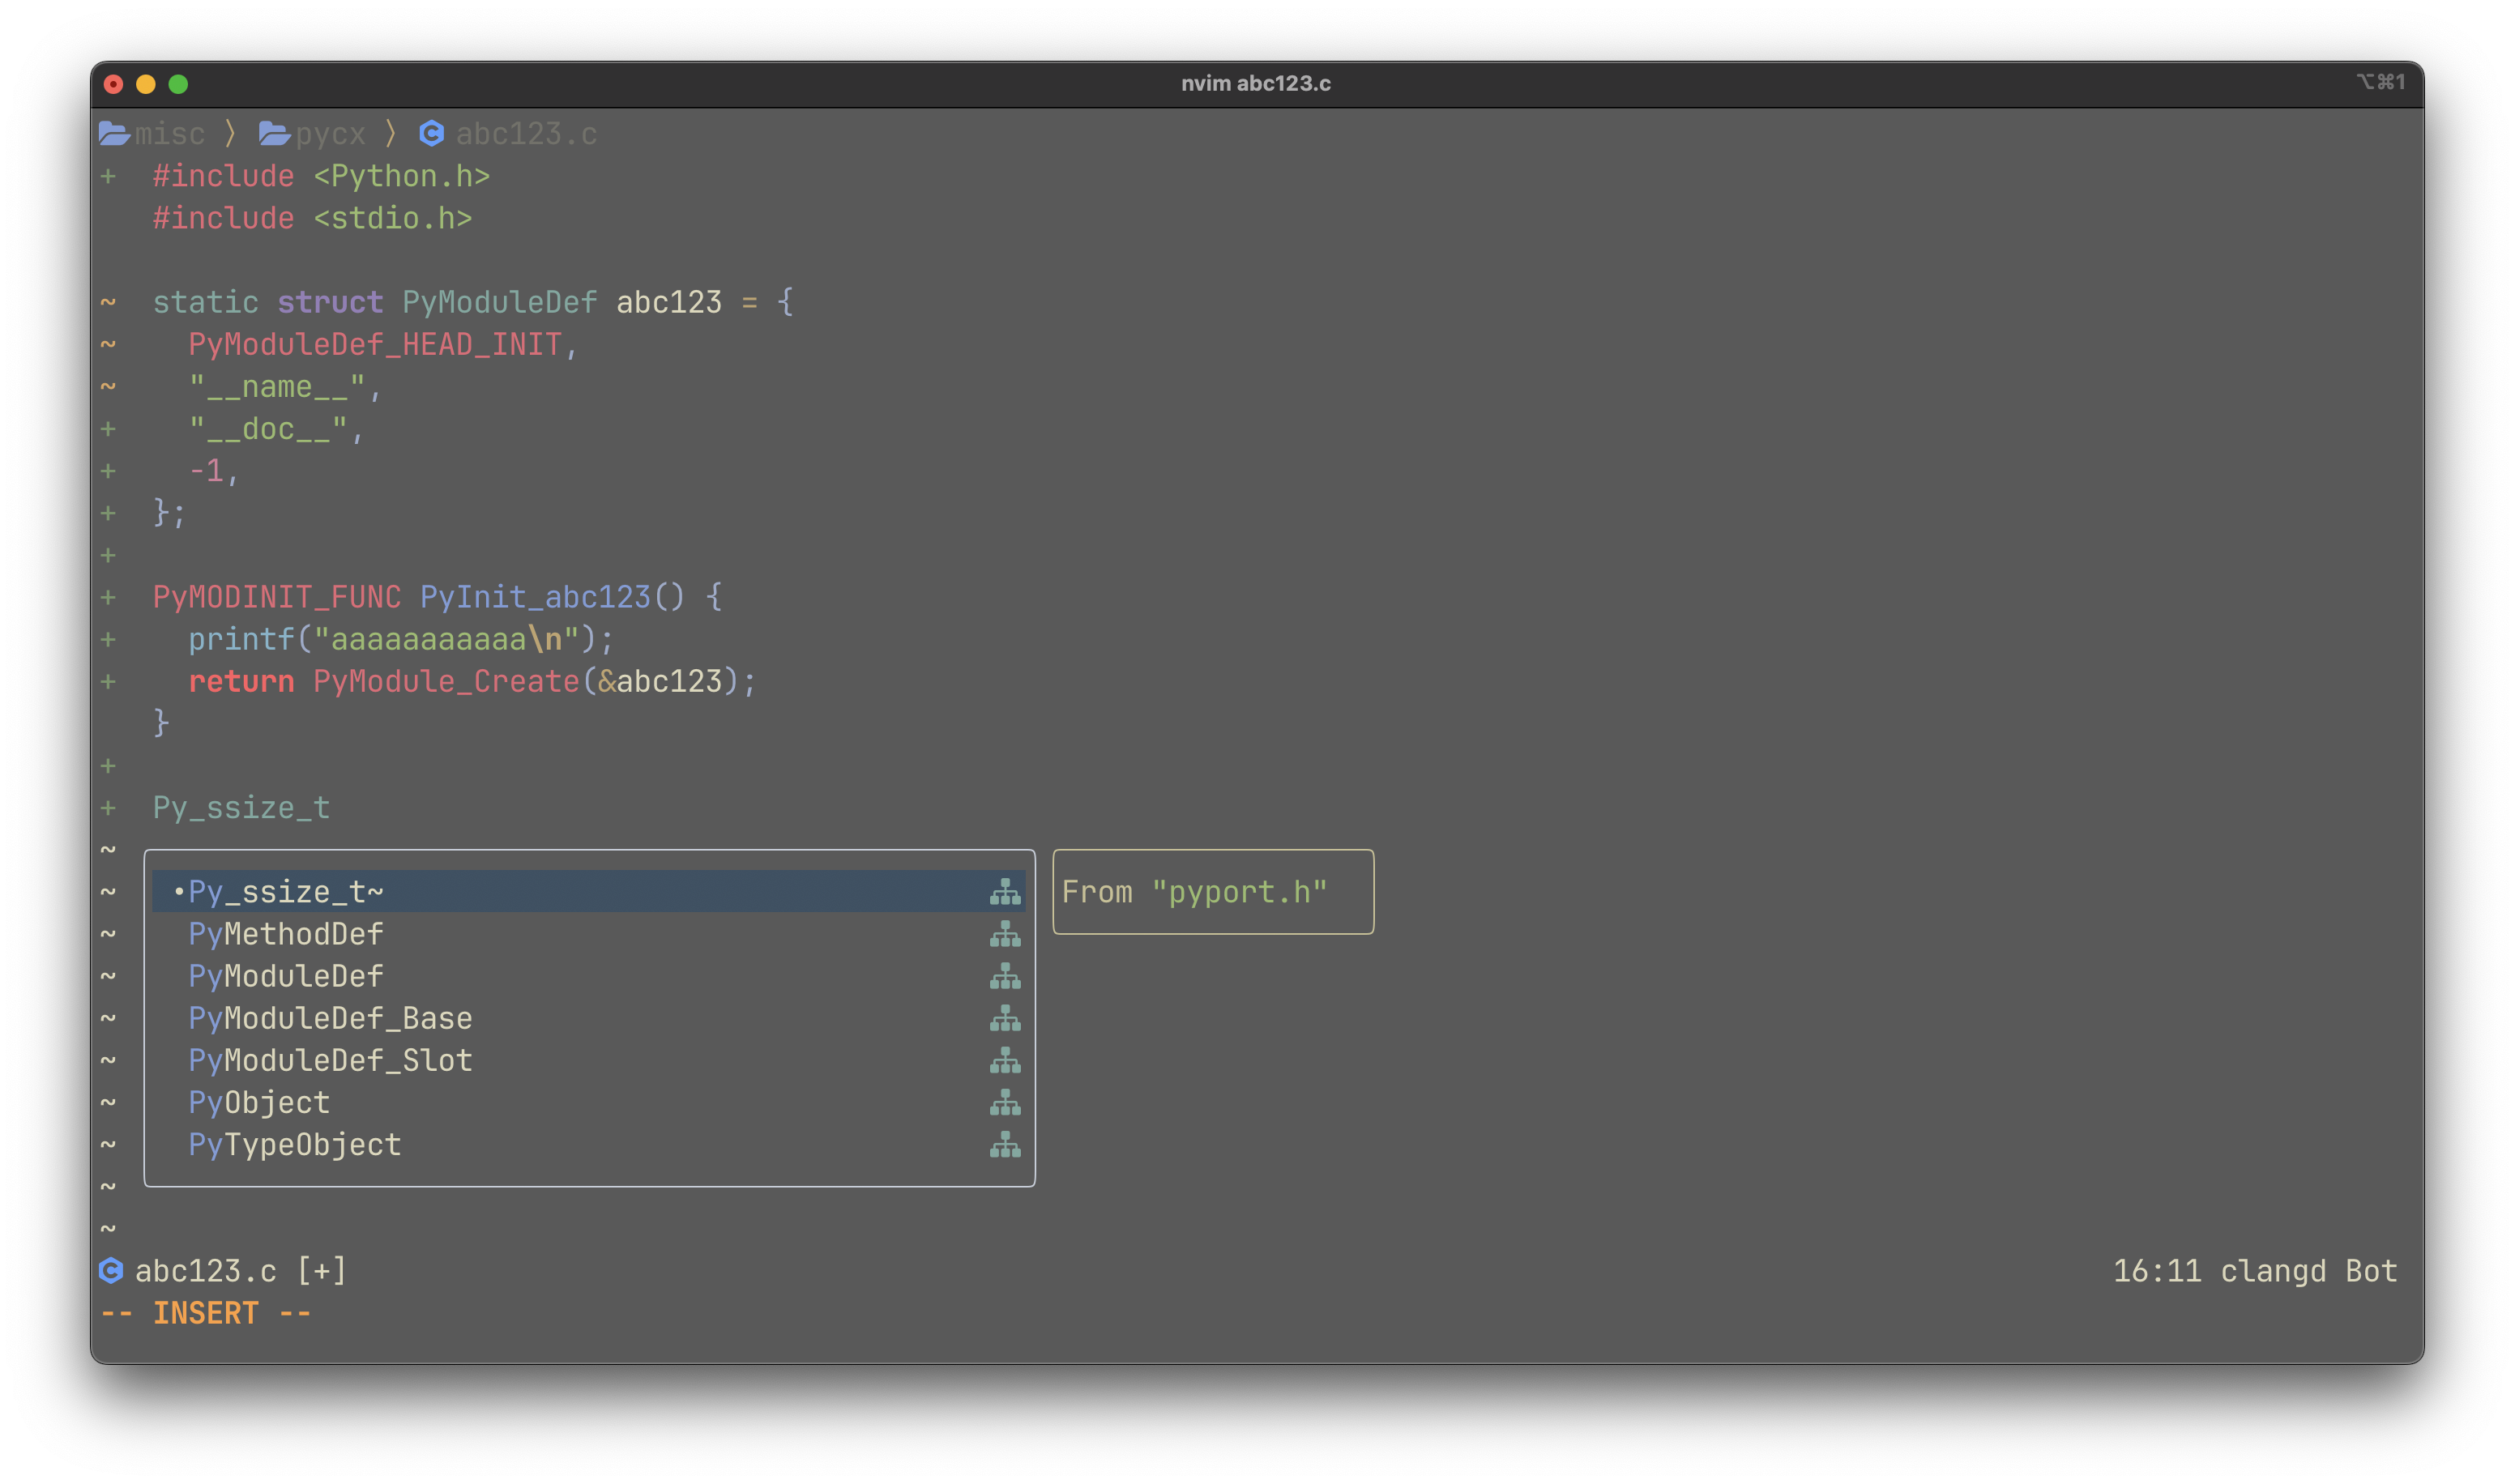 nvim abc123.c
⌥⌘1
misc 〉 pycx 〉 abc123.c
+ #include <Python.h>
#include <stdio.h>
~ static struct PyModuleDef abc123 = {
~ PyModuleDef_HEAD_INIT,
~ "__name__",
+ "__doc__",
+ -1,
+ };
+
+ PyMODINIT_FUNC PyInit_abc123() {
+ printf("aaaaaaaaaaa\n");
+ return PyModule_Create(&abc123);
}
+
+ Py_ssize_t
~
~ •Py_ssize_t~ From "pyport.h"
~ PyMethodDef
~ PyModuleDef
~ PyModuleDef_Base
~ PyModuleDef_Slot
~ PyObject
~ PyTypeObject
~
~
abc123.c [+] 16:11 clangd Bot
-- INSERT --